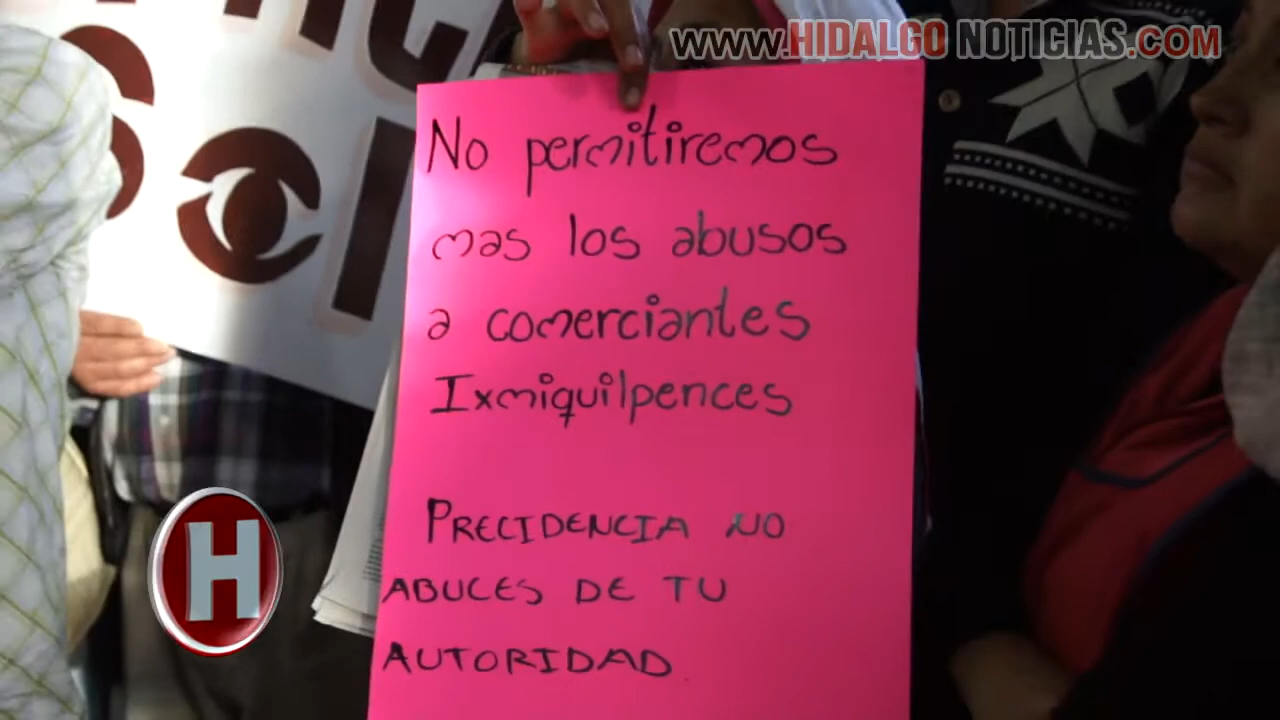 www.HIDALGO NOTICIAS.COM
No permitiremos
mas los abusos
a comerciantes
Ixmiquilpences
PRECIDENCIA NO
ABUCES DE TU
AUTORIDAD
H